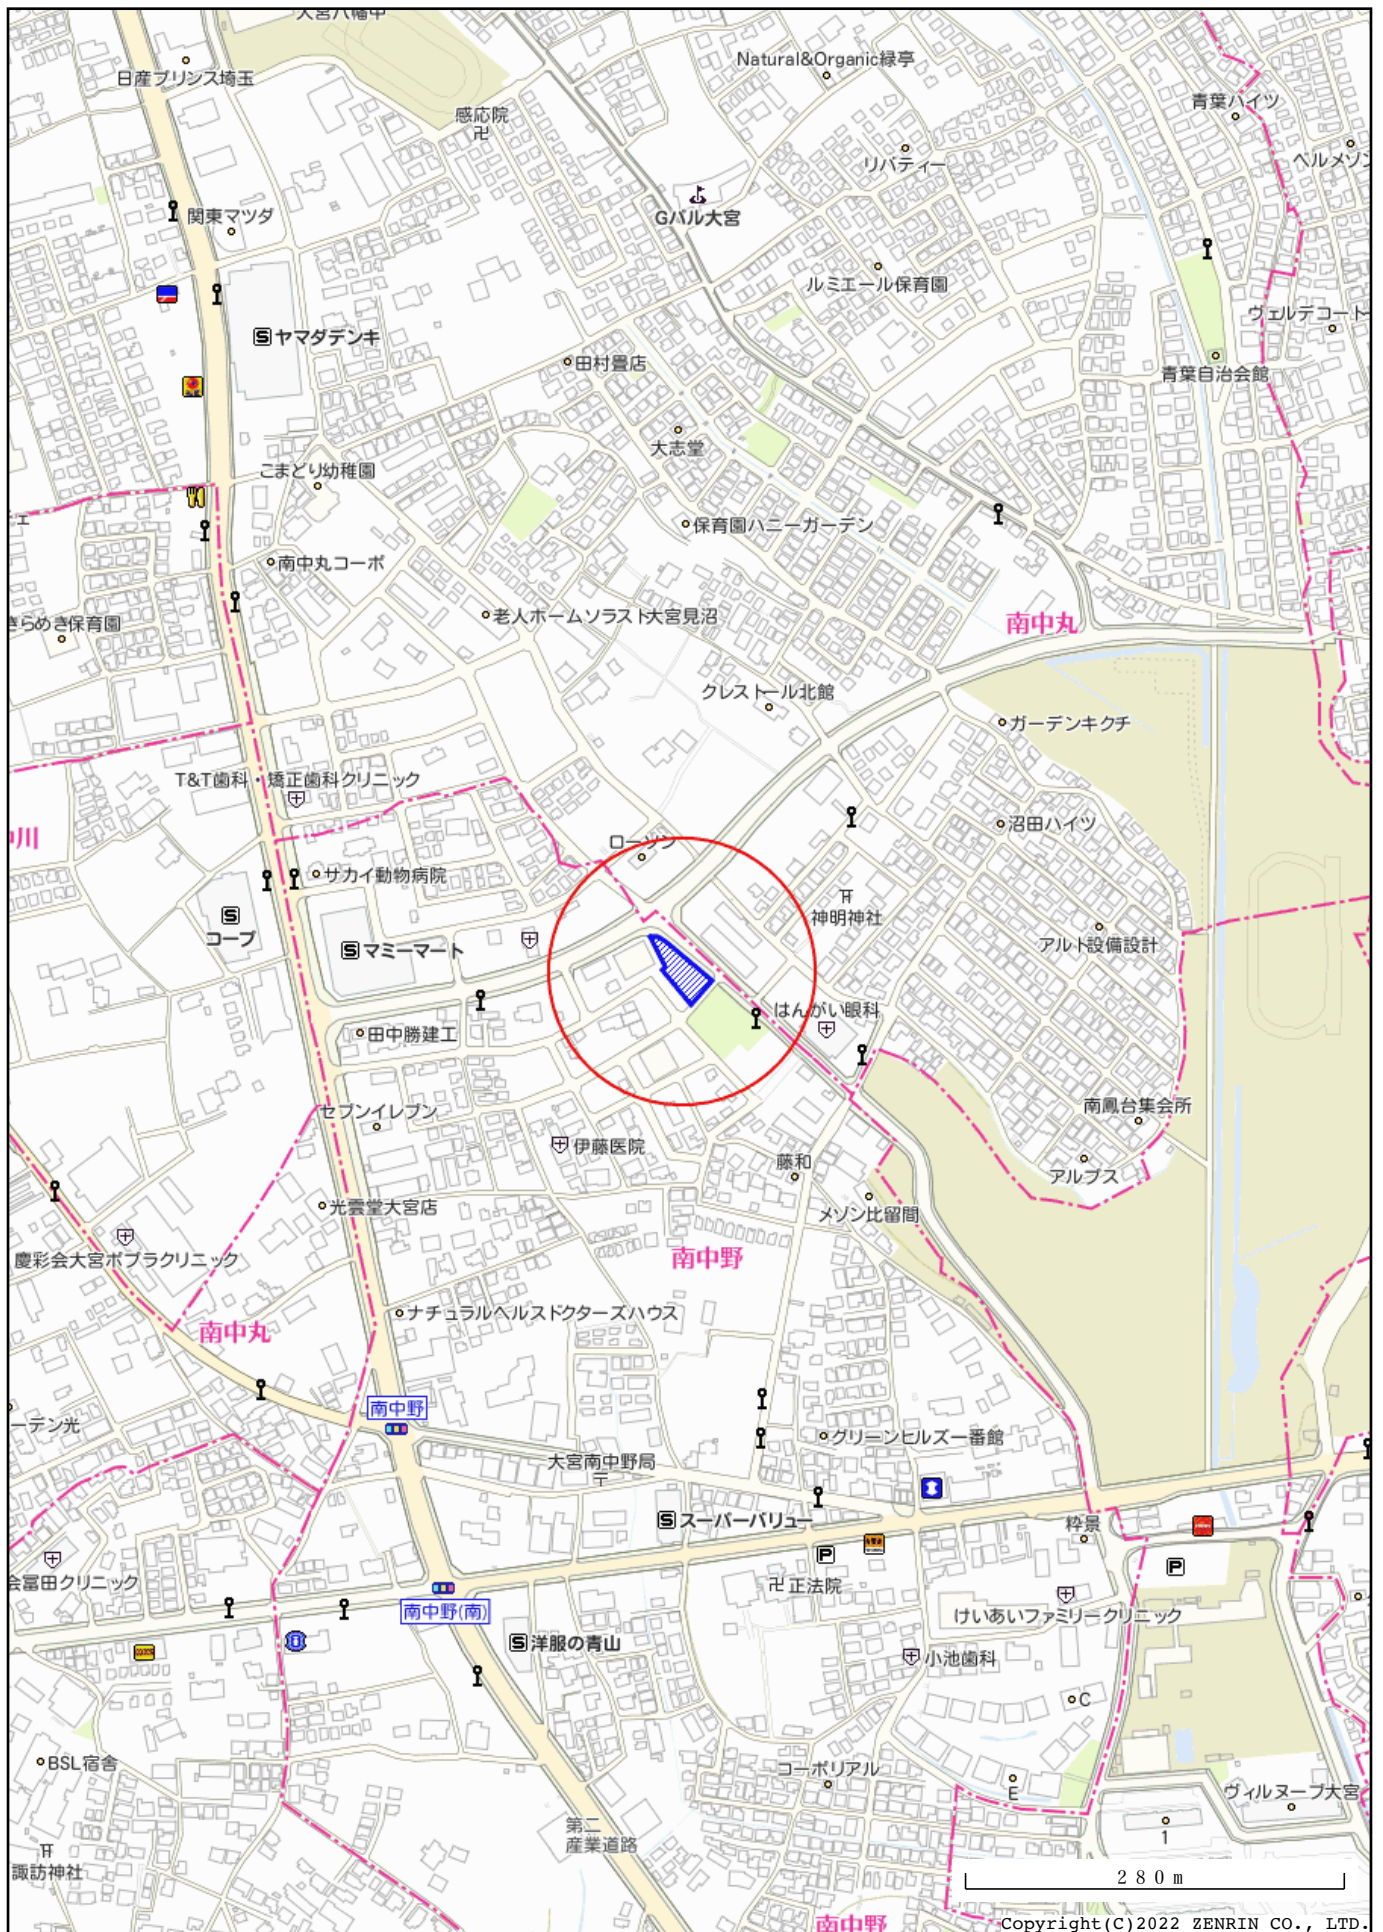 大宮八幡中
日産プリンス埼玉
Natural&Organic緑亭
感応院
青葉ハイツ
リバティー
関東マツダ
Gパル大宮
ルミエール保育園
ヴェルデコート
ヤマダデンキ
田村畳店
青葉自治会館
大志堂
こまどり幼稚園
保育園ハニーガーデン
南中丸コーポ
老人ホームソラスト大宮見沼
きらめき保育園
南中丸
クレストール北館
ガーデンキクチ
T&T歯科・矯正歯科クリニック
沼田ハイツ
川
ローソン
サカイ動物病院
神明神社
コープ
マミーマート
アルト設備設計
はんがい眼科
田中勝建工
セブンイレブン
南鳳台集会所
伊藤医院
藤和
アルプス
光雲堂大宮店
メゾン比留間
慶彩会大宮ポプラクリニック
南中野
ナチュラルヘルスドクターズハウス
南中丸
南中野
ーデン光
グリーンヒルズ一番館
大宮南中野局
スーパーバリュー
粋景
P
P
会冨田クリニック
正法院
南中野(南)
けいあいファミリークリニック
洋服の青山
小池歯科
C
BSL宿舎
コーポリアル
E
ヴィルヌーブ大宮
第二
産業道路
1
諏訪神社
280m
南中野
Copyright(C)2022 ZENRIN CO., LTD.